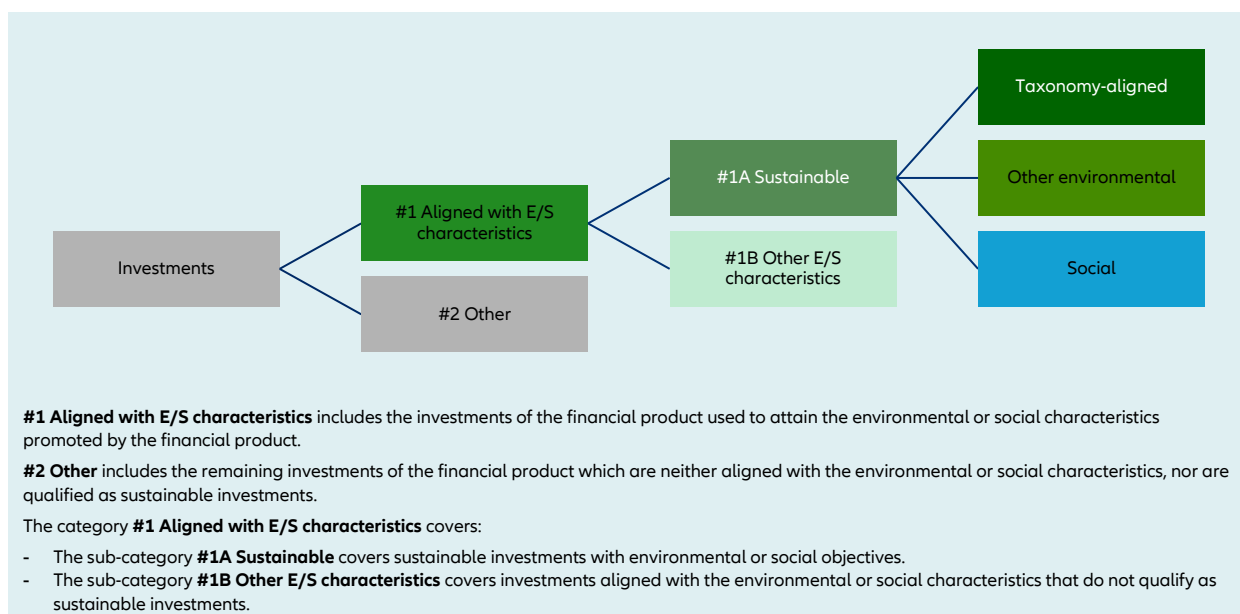 Taxonomy-aligned
#1A Sustainable
Other environmental
#1 Aligned with E/S
characteristics
#1B Other E/S
characteristics
Investments
Social
#2 Other
#1 Aligned with E/S characteristics includes the investments of the financial product used to attain the environmental or social characteristics
promoted by the financial product.
#2 Other includes the remaining investments of the financial product which are neither aligned with the environmental or social characteristics, nor are
qualified as sustainable investments.
The category #1 Aligned with E/S characteristics covers:
- The sub-category #1A Sustainable covers sustainable investments with environmental or social objectives.
- The sub-category #1B Other E/S characteristics covers investments aligned with the environmental or social characteristics that do not qualify as
sustainable investments.